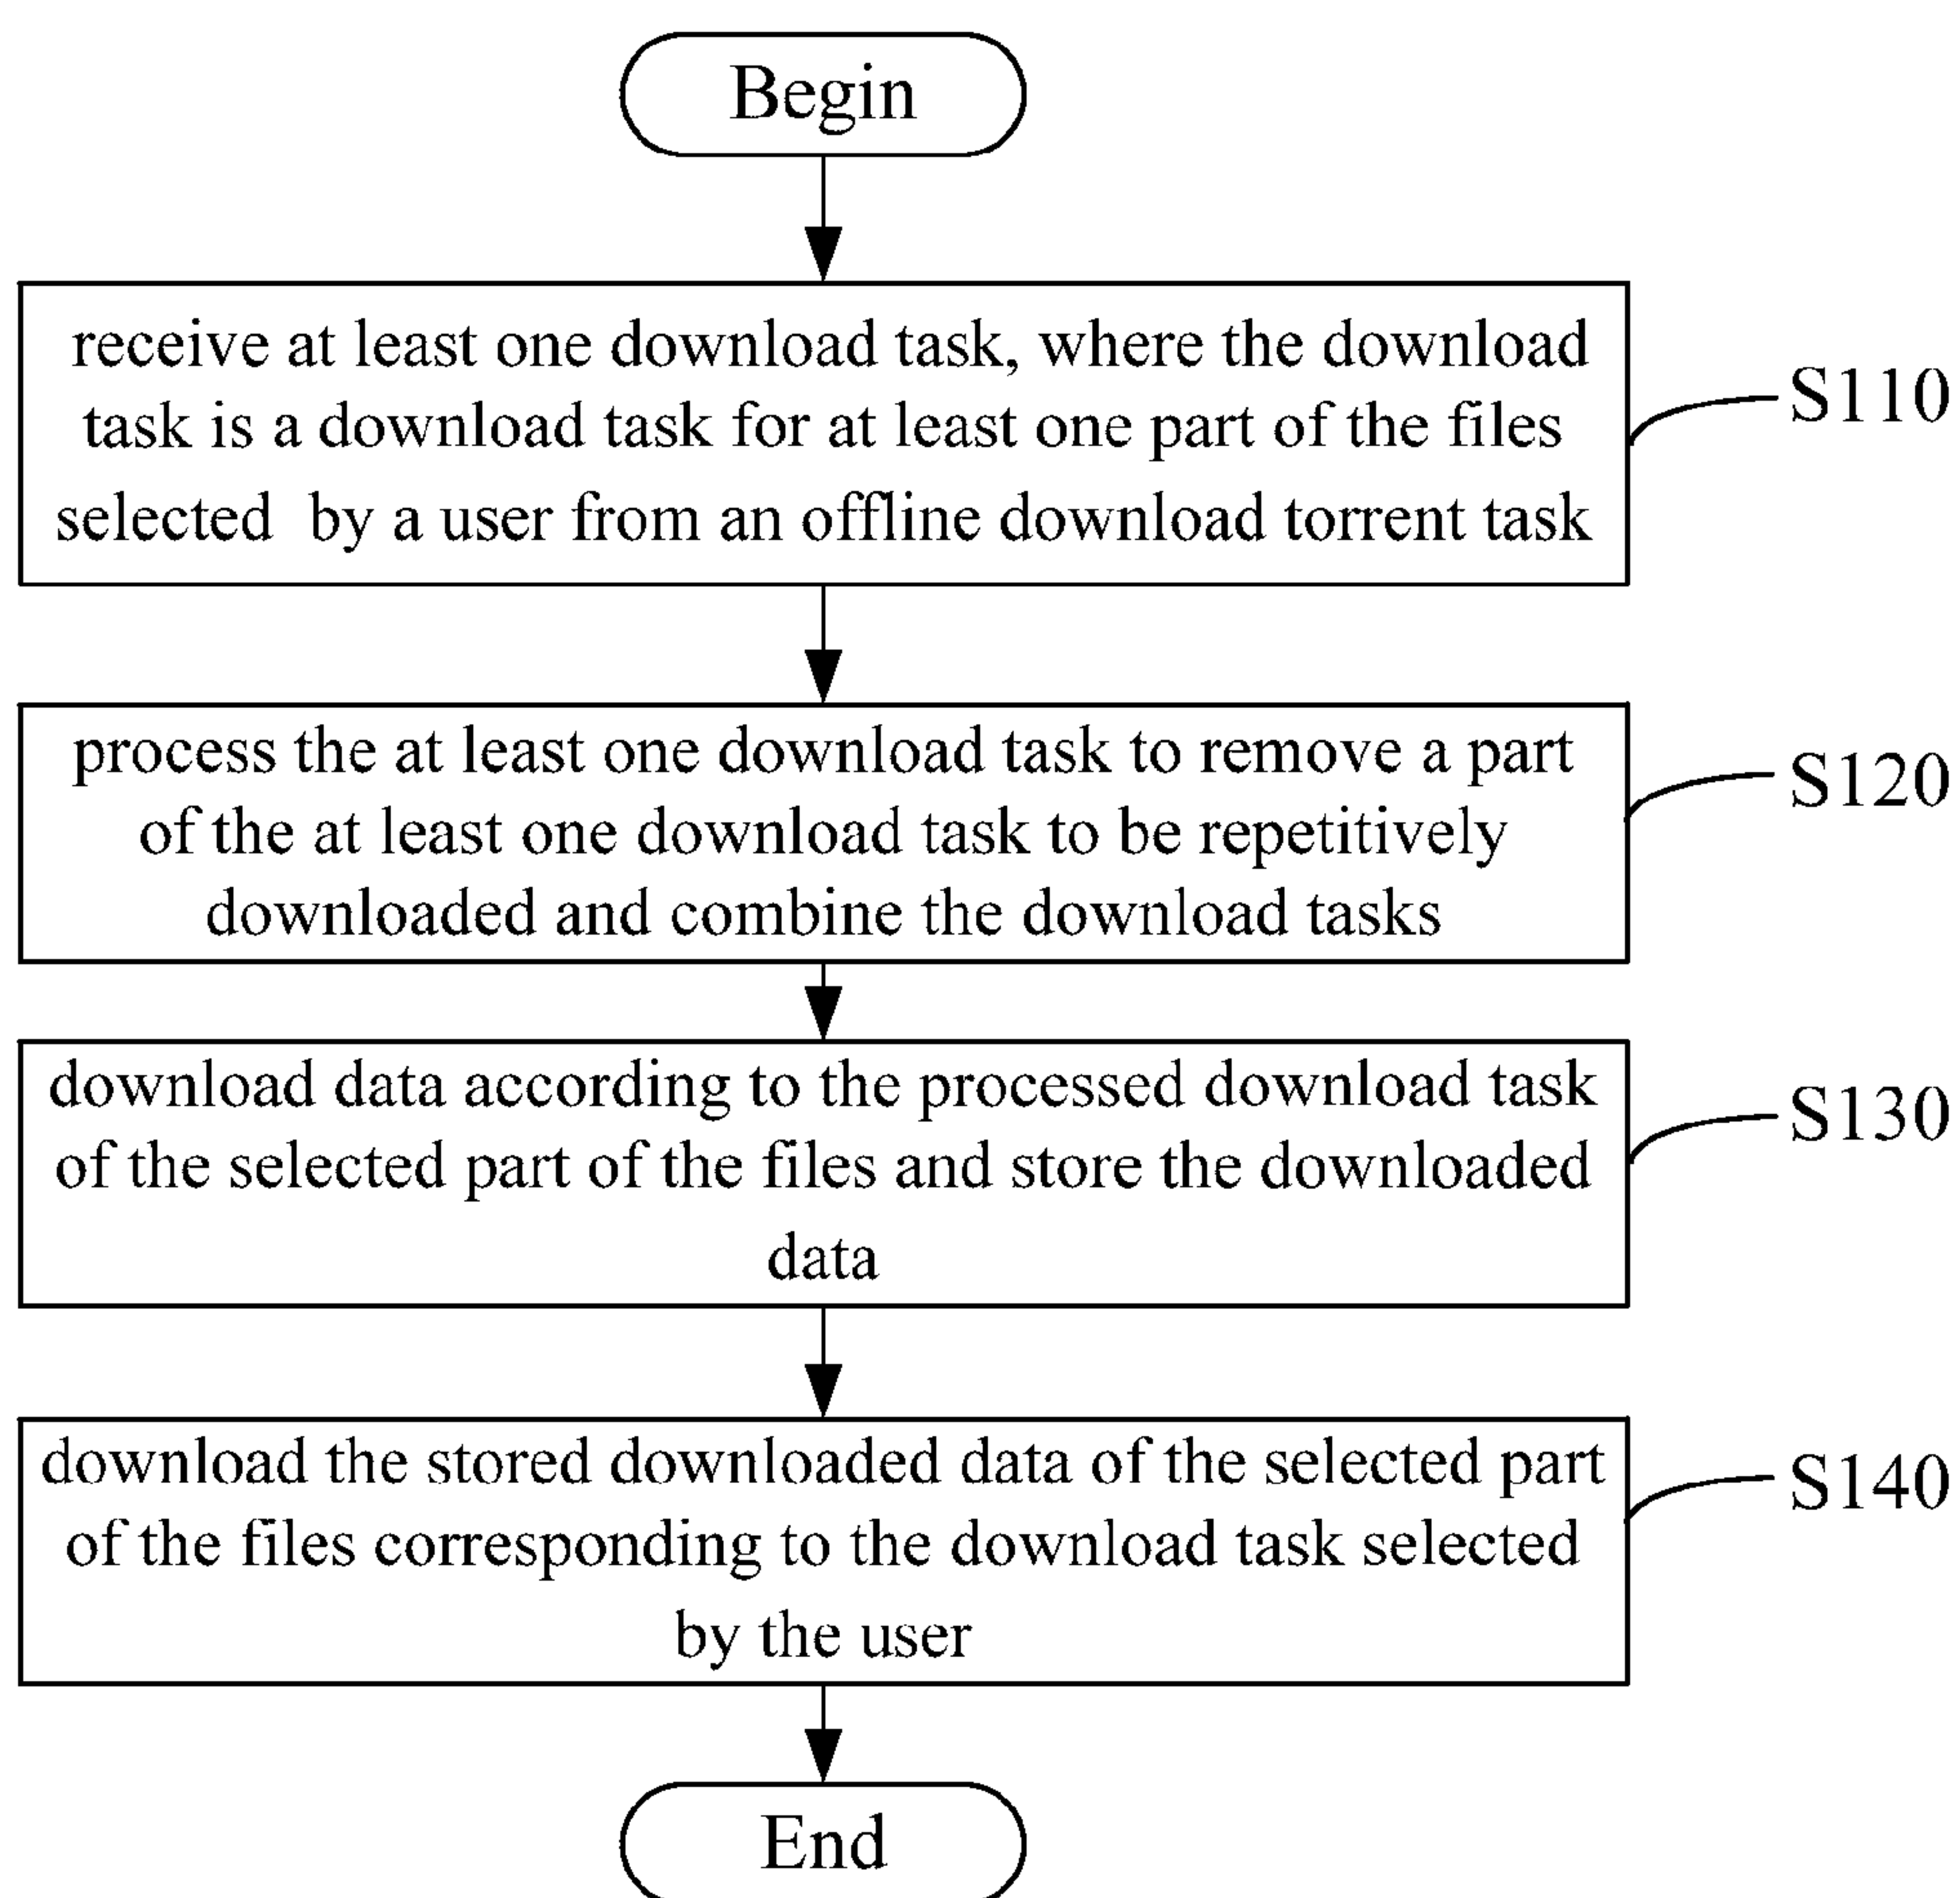 Begin
receive at least one download task, where the download
task is a download task for at least one part of the files
selected by a user from an offline download torrent task
S110
process the at least one download task to remove a part
of the at least one download task to be repetitively
downloaded and combine the download tasks
S120
download data according to the processed download task
of the selected part of the files and store the downloaded
data
S130
download the stored downloaded data of the selected part
of the files corresponding to the download task selected
by the user
S140
End